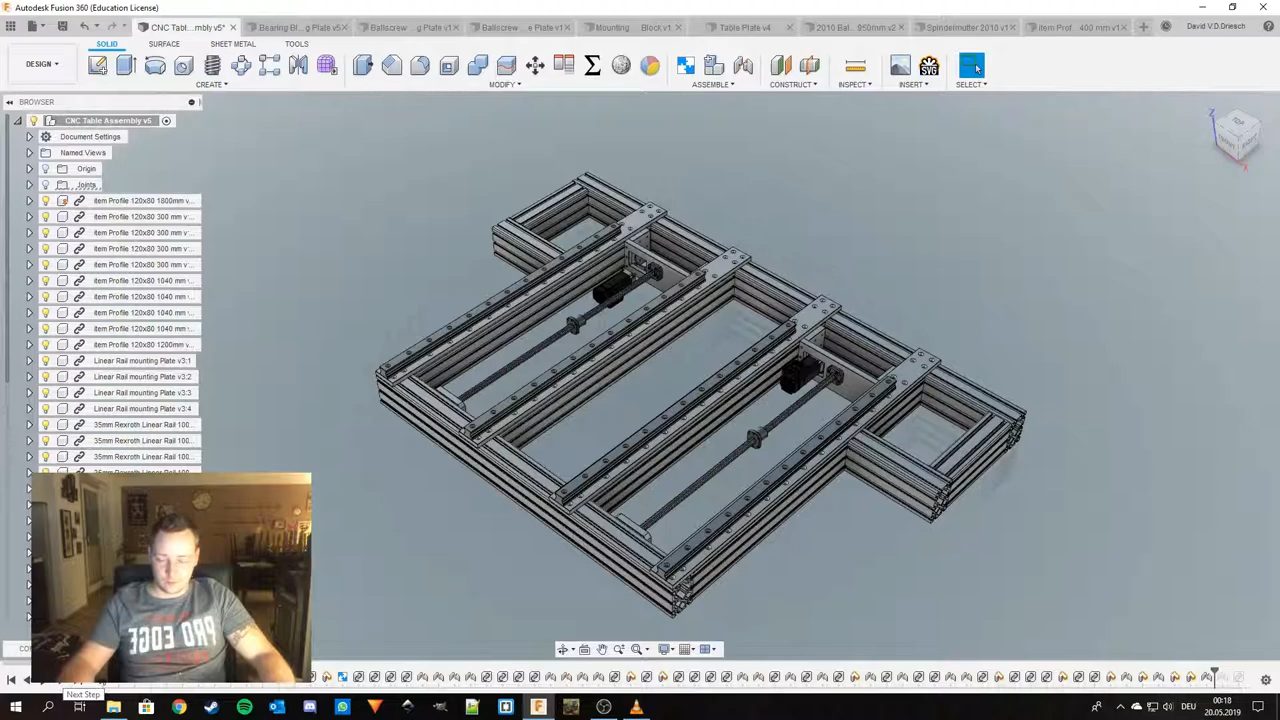 Autodesk Fusion 360 (Education License)
CNC Table...mbly v5*
Bearing Bl... g Plate v5
Ballscrew ... g Plate v1
Ballscrew... e Plate v1
Mounting ... Block v1
Table Plate v4
2010 Bal... 950mm v2
Spindelmutter 2010 v1
item Prof... 400 mm v1
David V.D.Driesch
SOLID
SURFACE
SHEET METAL
TOOLS
DESIGN
CREATE
MODIFY
ASSEMBLE
CONSTRUCT
INSPECT
INSERT
SELECT
SVG
BROWSER
CNC Table Assembly v5
Document Settings
Named Views
Origin
Joints
item Profile 120x80 1800mm v...
item Profile 120x80 300 mm v...
item Profile 120x80 300 mm v...
item Profile 120x80 300 mm v...
item Profile 120x80 300 mm v...
item Profile 120x80 1040 mm v...
item Profile 120x80 1040 mm v...
item Profile 120x80 1040 mm v...
item Profile 120x80 1040 mm v...
item Profile 120x80 1200mm v...
Linear Rail mounting Plate v3:1
Linear Rail mounting Plate v3:2
Linear Rail mounting Plate v3:3
Linear Rail mounting Plate v3:4
35mm Rexroth Linear Rail 100...
35mm Rexroth Linear Rail 100...
35mm Rexroth Linear Rail 100...
TOP
Z
X
PRO EDGE
Next Step
DEU
00:18
20.05.2019